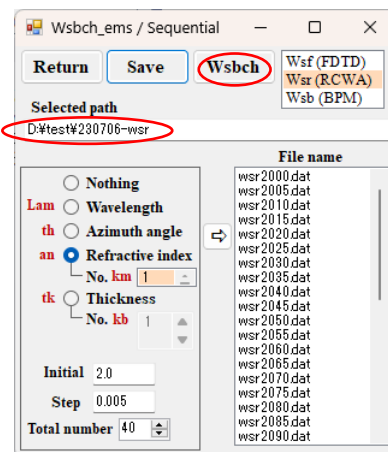 Wsbch_ems / Sequential
Return Save Wsbch
Wsf (FDTD)
Wsr (RCWA)
Wsb (BPM)
Selected path
D:¥test¥230706-wsr
File name
Nothing
Lam Wavelength
th Azimuth angle
an Refractive index
No. km 1
tk Thickness
No. kb 1
Initial 2.0
Step 0.005
Total number 40
wsr2000.dat
wsr2005.dat
wsr2010.dat
wsr2015.dat
wsr2020.dat
wsr2025.dat
wsr2030.dat
wsr2035.dat
wsr2040.dat
wsr2045.dat
wsr2050.dat
wsr2055.dat
wsr2060.dat
wsr2065.dat
wsr2070.dat
wsr2075.dat
wsr2080.dat
wsr2085.dat
wsr2090.dat